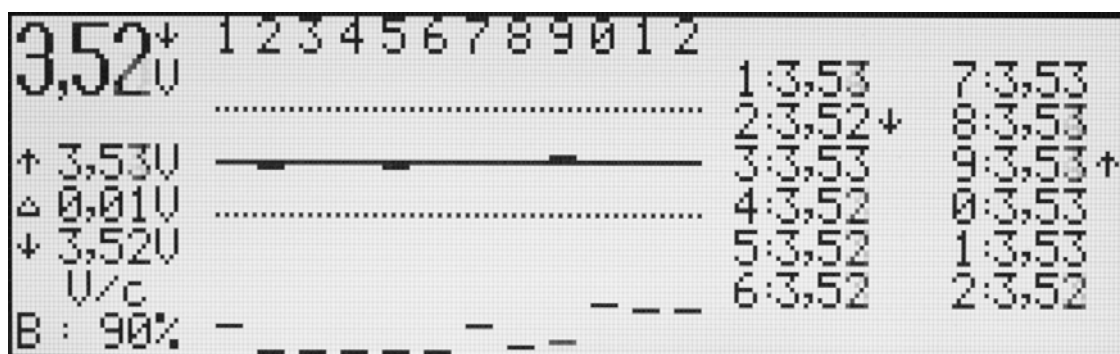 3,52↓V
1 2 3 4 5 6 7 8 9 0 1 2
↑ 3,53V
△ 0,01V
↓ 3,52V
V/c
B: 90%
1:3,53
2:3,52↓
3:3,53
4:3,52
5:3,52
6:3,52
7:3,53
8:3,53
9:3,53↑
0:3,53
1:3,53
2:3,52